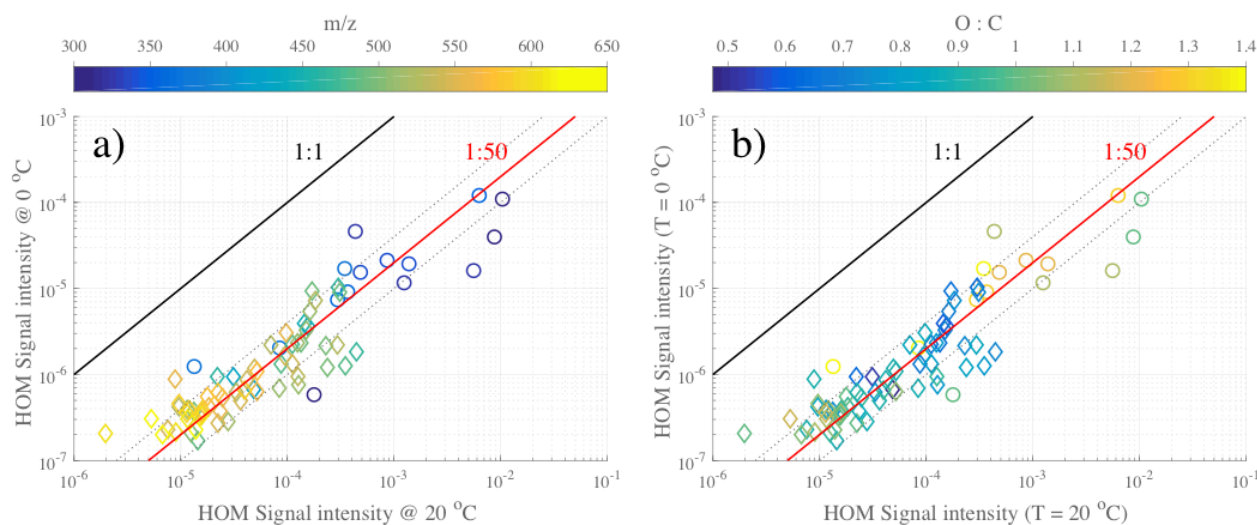 m/z
300 350 400 450 500 550 600 650
a)
1:1
1:50
10^-3
10^-4
10^-5
10^-6
10^-7
HOM Signal intensity @ 0 °C
10^-6 10^-5 10^-4 10^-3 10^-2 10^-1
HOM Signal intensity @ 20 °C
O : C
0.5 0.6 0.7 0.8 0.9 1 1.1 1.2 1.3 1.4
b)
1:1
1:50
10^-3
10^-4
10^-5
10^-6
10^-7
HOM Signal intensity (T = 0 °C)
10^-6 10^-5 10^-4 10^-3 10^-2 10^-1
HOM Signal intensity (T = 20 °C)